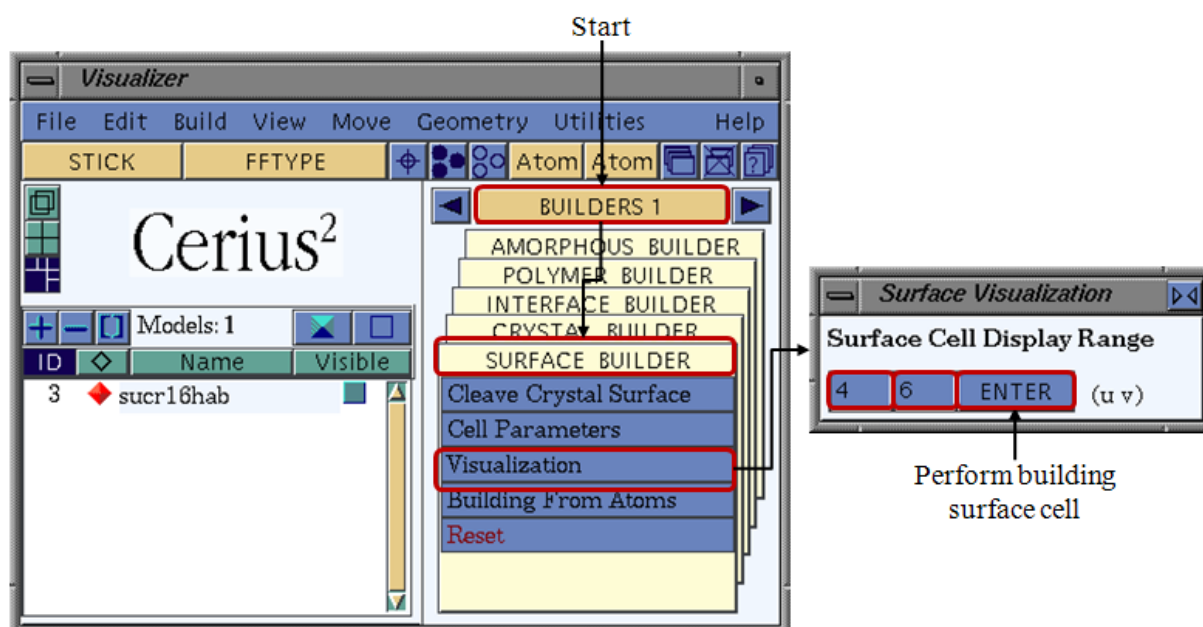 Start
Visualizer
File Edit Build View Move Geometry Utilities Help
STICK FFTYPE Atom Atom ?
Cerius2
BUILDERS 1
AMORPHOUS BUILDER
POLYMER BUILDER
INTERFACE BUILDER
CRYSTAL BUILDER
SURFACE BUILDER
Cleave Crystal Surface
Cell Parameters
Visualization
Building From Atoms
Reset
Models: 1
ID Name Visible
3 sucr16hab
Surface Visualization
Surface Cell Display Range
4 6 ENTER (u v)
Perform building
surface cell